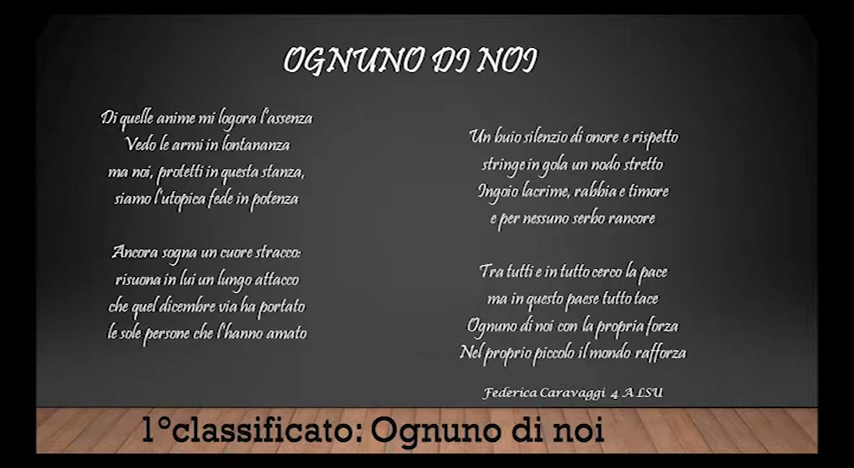 OGNUNO DI NOI
Di quelle anime mi logora l'assenza
Vedo le armi in lontananza
ma noi, protetti in questa stanza,
siamo l'utopica fede in potenza
Ancora sogna un cuore stracco:
risuona in lui un lungo attacco
che quel dicembre via ha portato
le sole persone che l'hanno amato
Un buio silenzio di onore e rispetto
stringe in gola un nodo stretto
Ingoio lacrime, rabbia e timore
e per nessuno serbo rancore
Tra tutti e in tutto cerco la pace
ma in questo paese tutto tace
Ognuno di noi con la propria forza
Nel proprio piccolo il mondo rafforza
Federica Caravaggi 4 A LSU
1°classificato: Ognuno di noi